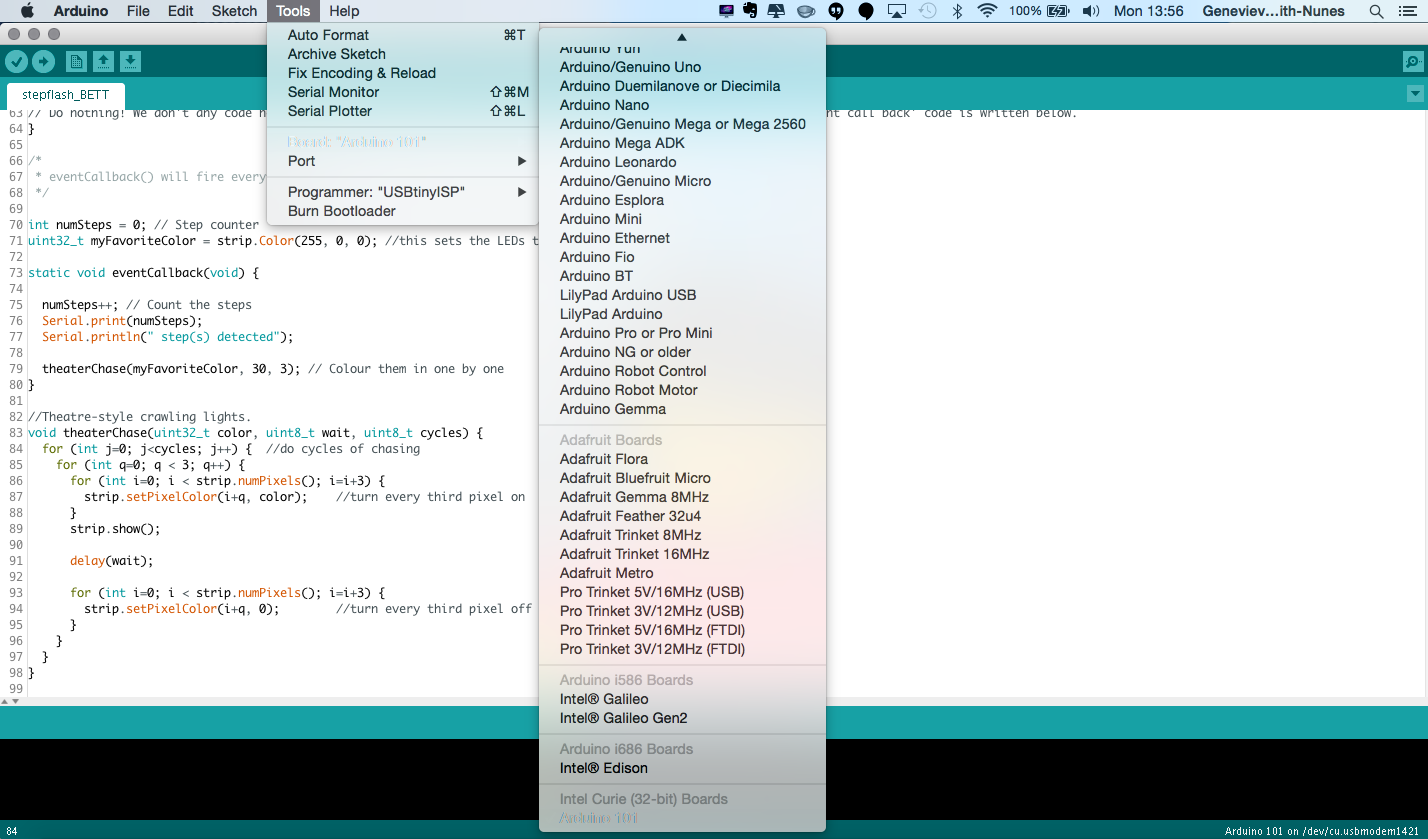 Arduino File Edit Sketch Tools Help 100% Mon 13:56 Geneviev...ith-Nunes
stepflash_BETT
Auto Format ⌘T
Archive Sketch
Fix Encoding & Reload
Serial Monitor ⇧⌘M
Serial Plotter ⇧⌘L
Board: "Arduino 101"
Port
Programmer: "USBtinyISP"
Burn Bootloader
Arduino Yún
Arduino/Genuino Uno
Arduino Duemilanove or Diecimila
Arduino Nano
Arduino/Genuino Mega or Mega 2560
Arduino Mega ADK
Arduino Leonardo
Arduino/Genuino Micro
Arduino Esplora
Arduino Mini
Arduino Ethernet
Arduino Fio
Arduino BT
LilyPad Arduino USB
LilyPad Arduino
Arduino Pro or Pro Mini
Arduino NG or older
Arduino Robot Control
Arduino Robot Motor
Arduino Gemma
Adafruit Boards
Adafruit Flora
Adafruit Bluefruit Micro
Adafruit Gemma 8MHz
Adafruit Feather 32u4
Adafruit Trinket 8MHz
Adafruit Trinket 16MHz
Adafruit Metro
Pro Trinket 5V/16MHz (USB)
Pro Trinket 3V/12MHz (USB)
Pro Trinket 5V/16MHz (FTDI)
Pro Trinket 3V/12MHz (FTDI)
Arduino i586 Boards
Intel® Galileo
Intel® Galileo Gen2
Arduino i686 Boards
Intel® Edison
Intel Curie (32-bit) Boards
Arduino 101
63 // Do nothing! We don't any code nt call back' code is written below.
64 }
65
66 /*
67 * eventCallback() will fire every
68 */
69
70 int numSteps = 0; // Step counter
71 uint32_t myFavoriteColor = strip.Color(255, 0, 0); //this sets the LEDs t
72
73 static void eventCallback(void) {
74
75 numSteps++; // Count the steps
76 Serial.print(numSteps);
77 Serial.println(" step(s) detected");
78
79 theaterChase(myFavoriteColor, 30, 3); // Colour them in one by one
80 }
81
82 //Theatre-style crawling lights.
83 void theaterChase(uint32_t color, uint8_t wait, uint8_t cycles) {
84 for (int j=0; j<cycles; j++) { //do cycles of chasing
85 for (int q=0; q < 3; q++) {
86 for (int i=0; i < strip.numPixels(); i=i+3) {
87 strip.setPixelColor(i+q, color); //turn every third pixel on
88 }
89 strip.show();
90
91 delay(wait);
92
93 for (int i=0; i < strip.numPixels(); i=i+3) {
94 strip.setPixelColor(i+q, 0); //turn every third pixel off
95 }
96 }
97 }
98 }
99
84 Arduino 101 on /dev/cu.usbmodem1421